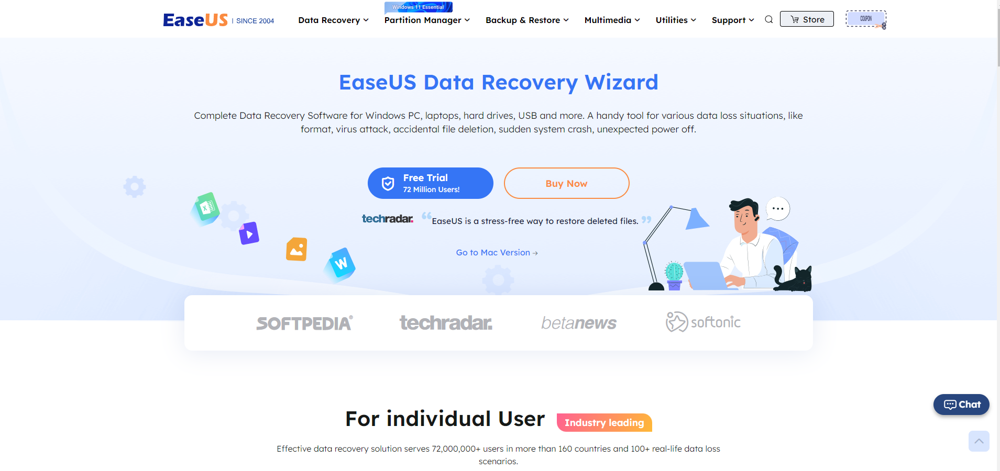 Windows 11 Essential
EaseUS | SINCE 2004
Data Recovery
Partition Manager
Backup & Restore
Multimedia
Utilities
Support
Store
COUPON
EaseUS Data Recovery Wizard
Complete Data Recovery Software for Windows PC, laptops, hard drives, USB and more. A handy tool for various data loss situations, like
format, virus attack, accidental file deletion, sudden system crash, unexpected power off.
Free Trial
72 Million Users!
Buy Now
techradar.
“EaseUS is a stress-free way to restore deleted files.”
Go to Mac Version →
X
W
SOFTPEDIA®
techradar.
betanews
softonic
Chat
For individual User
Industry leading
Effective data recovery solution serves 72,000,000+ users in more than 160 countries and 100+ real-life data loss
scenarios.